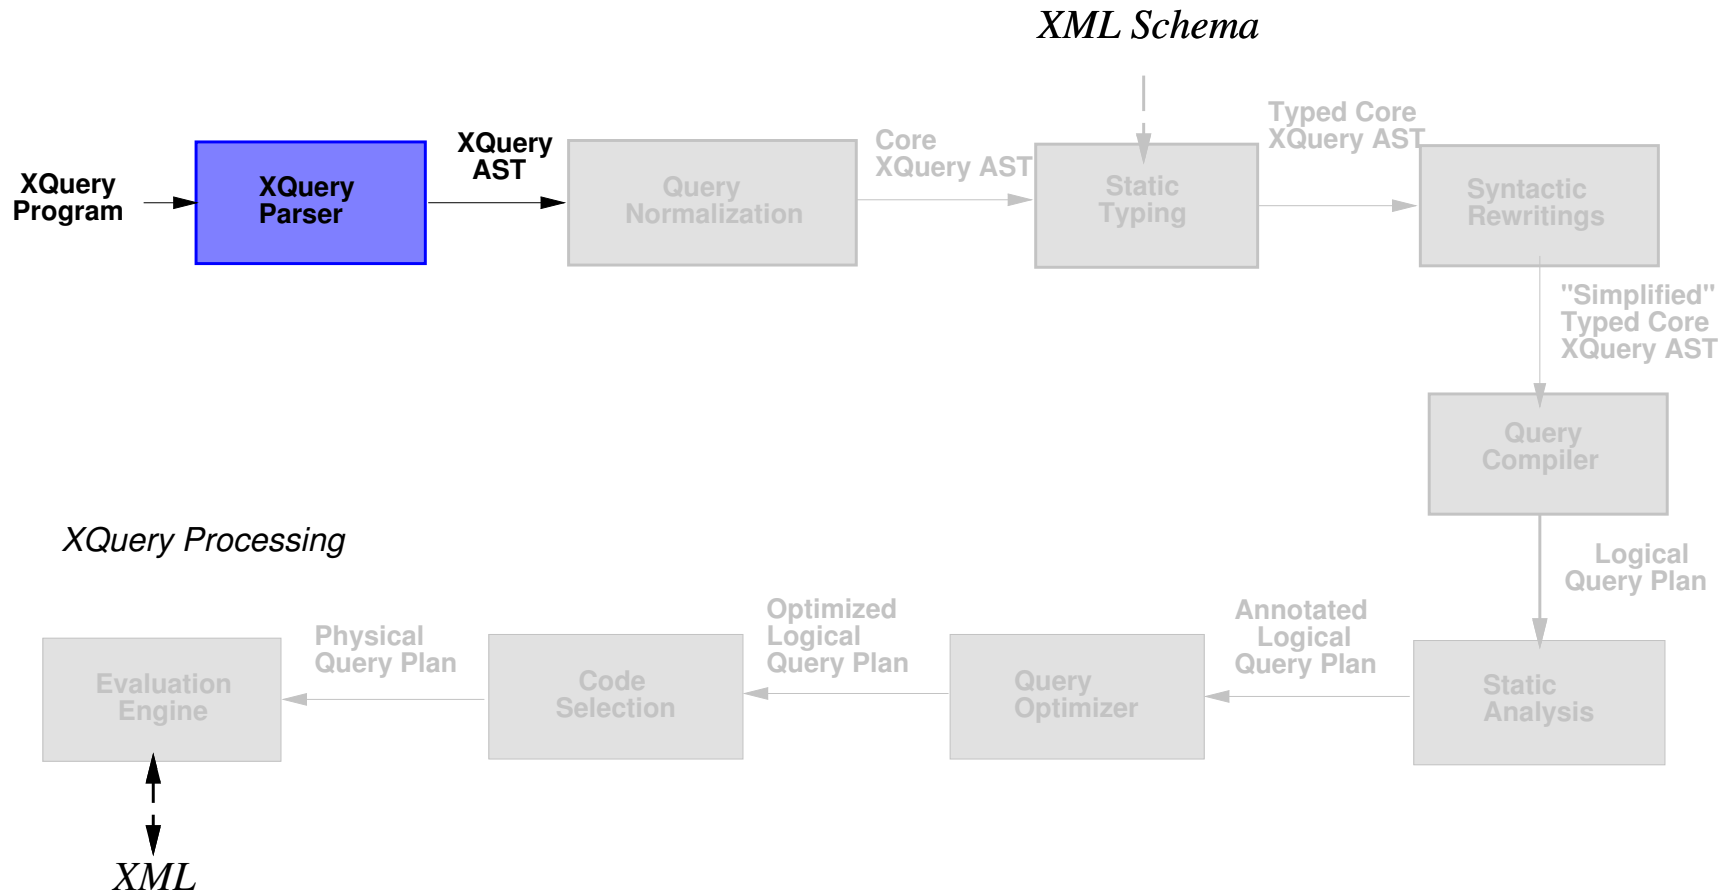 XML Schema
XQuery
Program
XQuery
Parser
XQuery
AST
Query
Normalization
Core
XQuery AST
Static
Typing
Typed Core
XQuery AST
Syntactic
Rewritings
"Simplified"
Typed Core
XQuery AST
Query
Compiler
Logical
Query Plan
XQuery Processing
Static
Analysis
Annotated
Logical
Query Plan
Query
Optimizer
Optimized
Logical
Query Plan
Code
Selection
Physical
Query Plan
Evaluation
Engine
XML